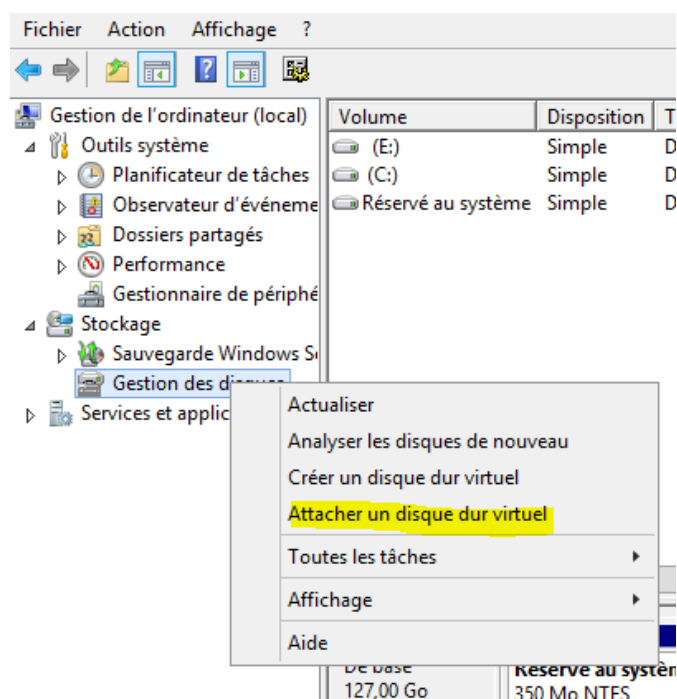 Fichier Action Affichage ?
Gestion de l'ordinateur (local)
Outils système
Planificateur de tâches
Observateur d'événeme
Dossiers partagés
Performance
Gestionnaire de périphé
Stockage
Sauvegarde Windows Se
Gestion des disques
Services et applic
Volume Disposition T
(E:) Simple D
(C:) Simple D
Réservé au système Simple D
Actualiser
Analyser les disques de nouveau
Créer un disque dur virtuel
Attacher un disque dur virtuel
Toutes les tâches
Affichage
Aide
De base
127,00 Go
Réservé au systèm
350 Mo NTFS